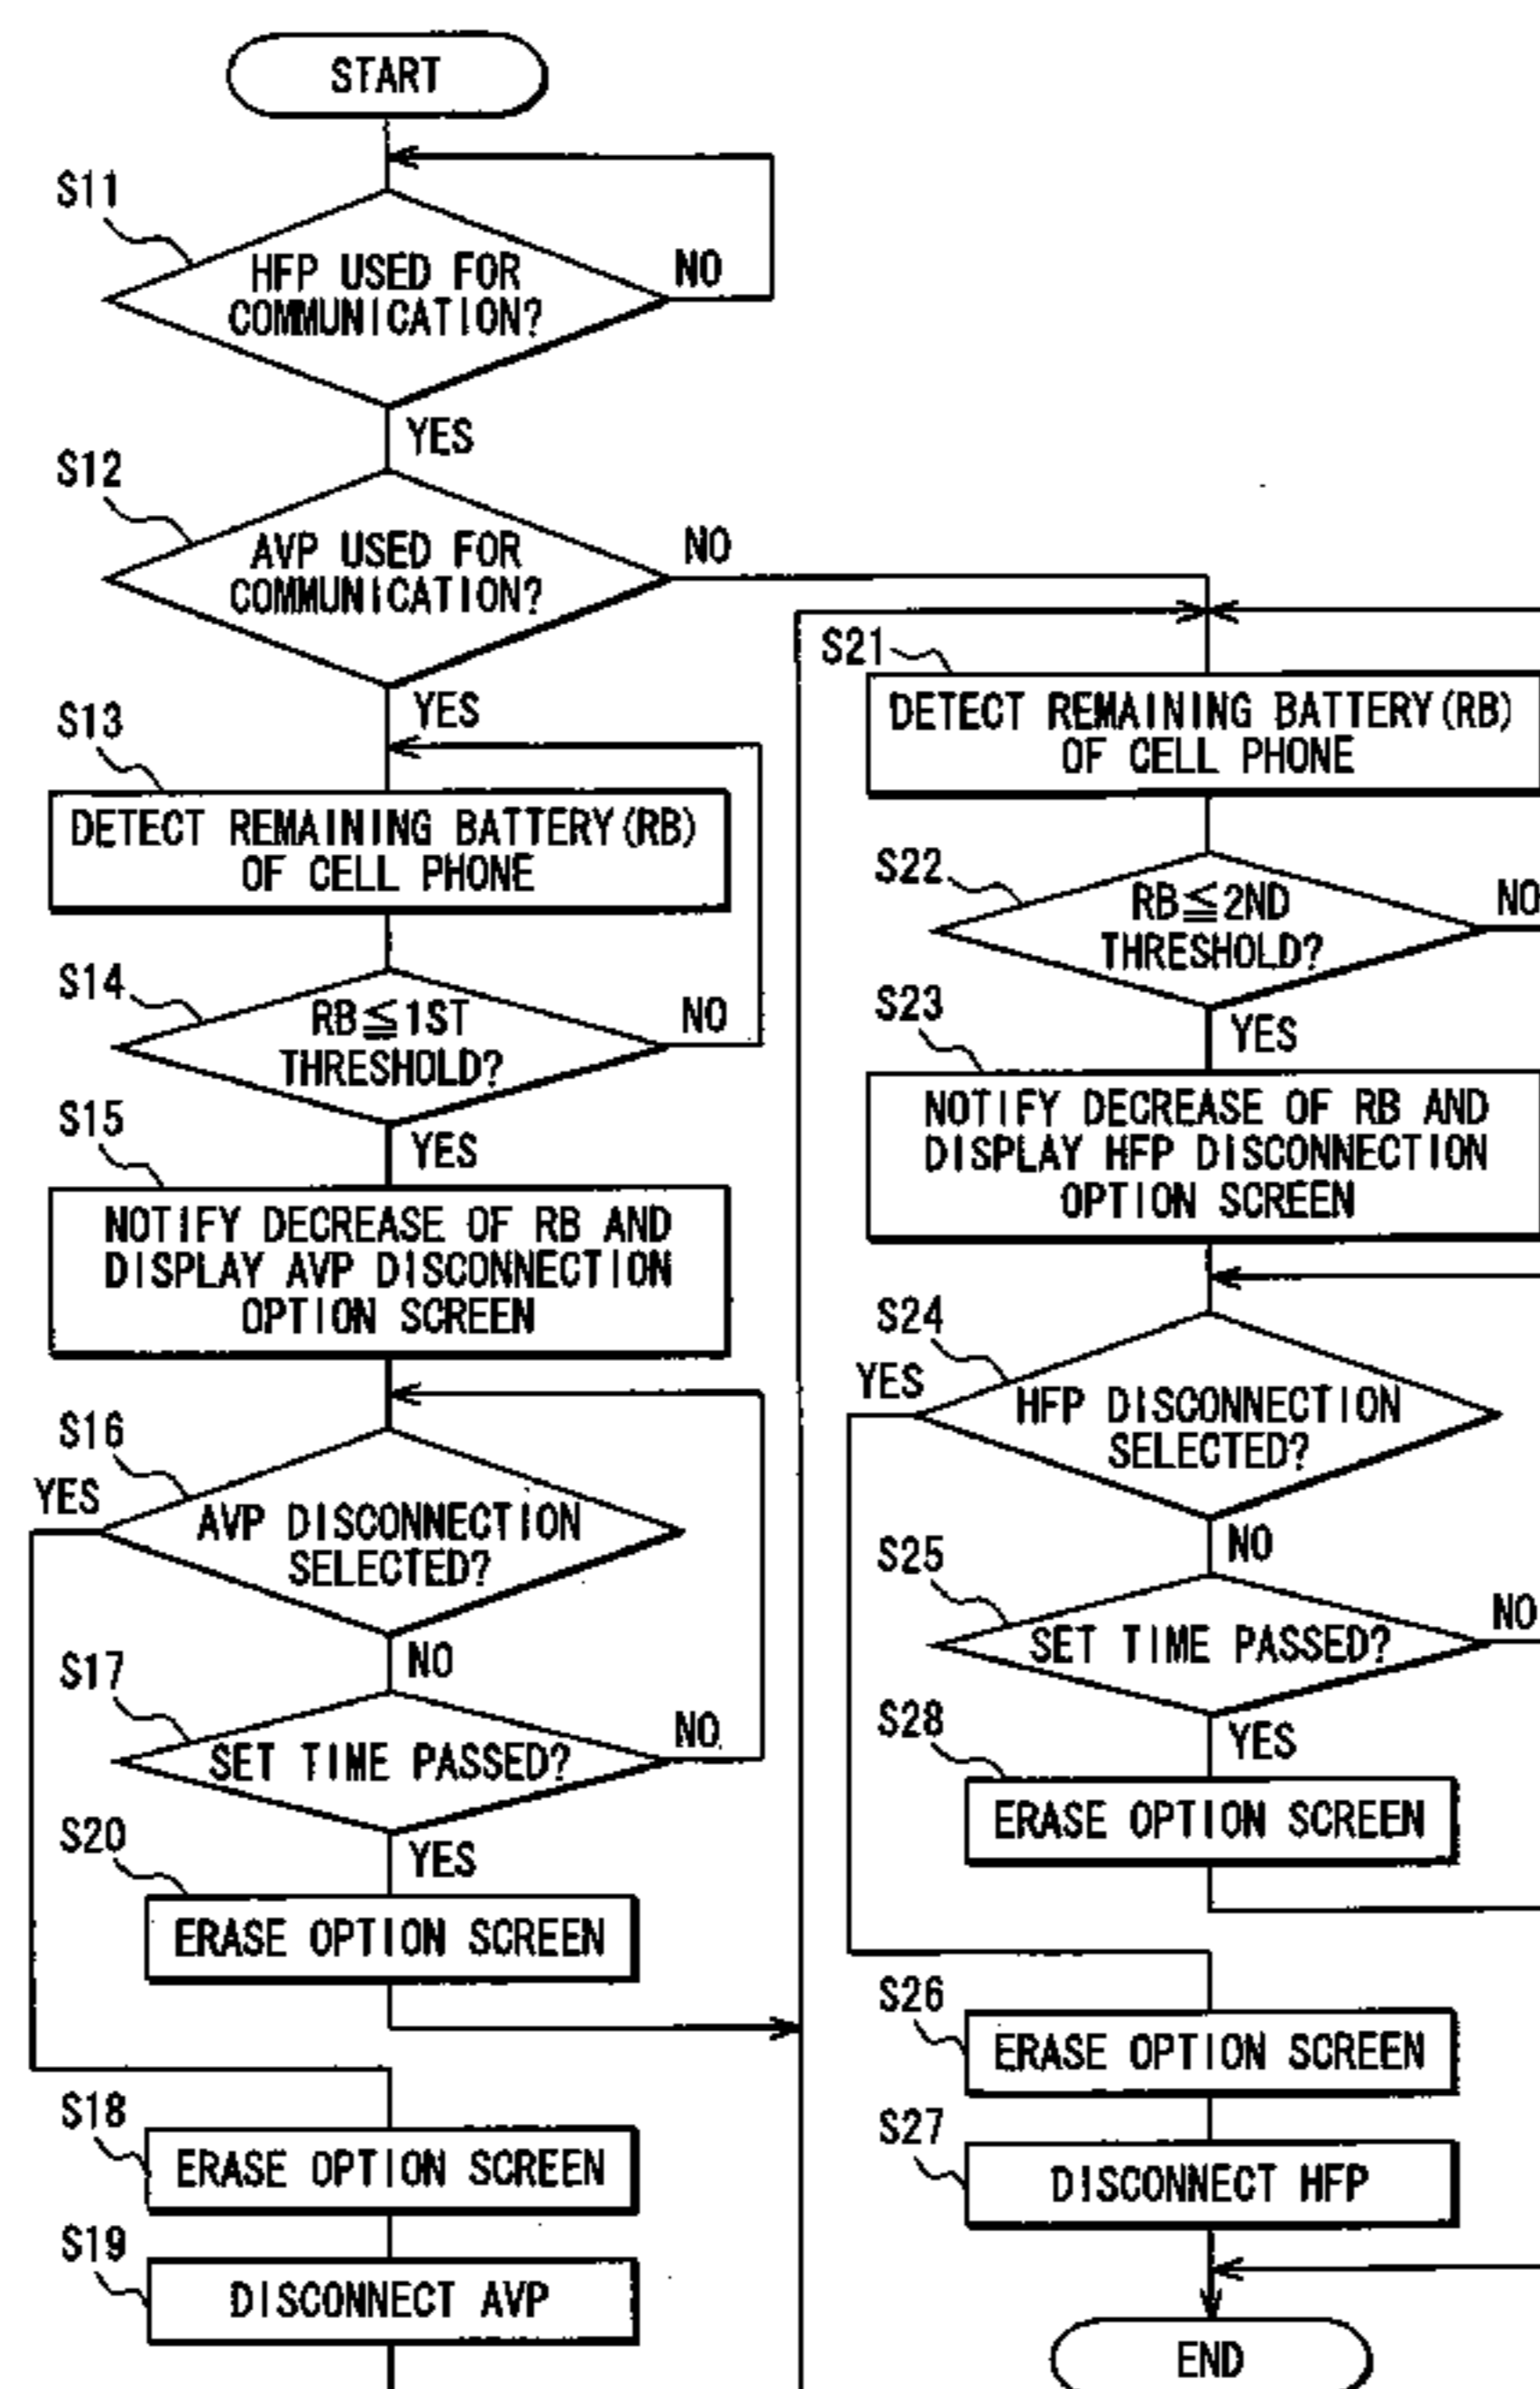 START
S11
HFP USED FOR
COMMUNICATION?
NO
YES
S12
AVP USED FOR
COMMUNICATION?
NO
YES
S13
DETECT REMAINING BATTERY(RB)
OF CELL PHONE
S14
RB≦1ST
THRESHOLD?
NO
YES
S15
NOTIFY DECREASE OF RB AND
DISPLAY AVP DISCONNECTION
OPTION SCREEN
S16
YES
AVP DISCONNECTION
SELECTED?
NO
S17
SET TIME PASSED?
NO
YES
S20
ERASE OPTION SCREEN
S18
ERASE OPTION SCREEN
S19
DISCONNECT AVP
S21
DETECT REMAINING BATTERY(RB)
OF CELL PHONE
S22
RB≦2ND
THRESHOLD?
NO
YES
S23
NOTIFY DECREASE OF RB AND
DISPLAY HFP DISCONNECTION
OPTION SCREEN
S24
YES
HFP DISCONNECTION
SELECTED?
NO
S25
SET TIME PASSED?
NO
YES
S28
ERASE OPTION SCREEN
S26
ERASE OPTION SCREEN
S27
DISCONNECT HFP
END